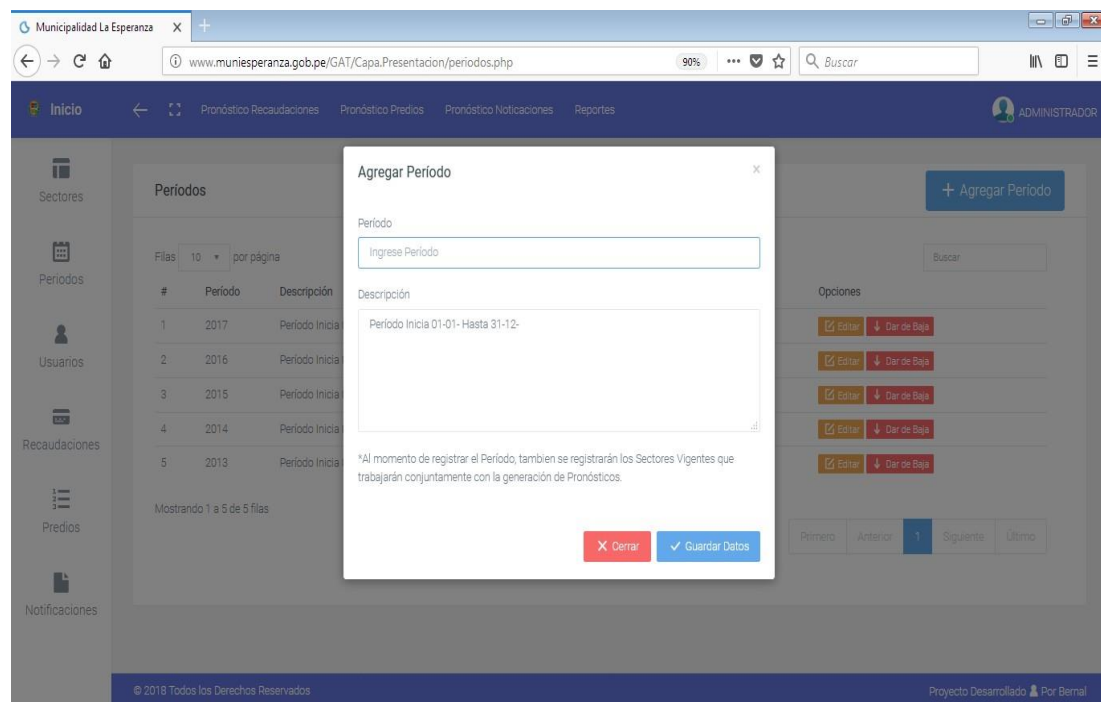 Municipalidad La Esperanza
www.muniesperanza.gob.pe/GAT/Capa.Presentacion/periodos.php 90% Buscar
Inicio Pronóstico Recaudaciones Pronóstico Predios Pronóstico Noticaciones Reportes ADMINISTRADOR
Sectores
Periodos
Usuarios
Recaudaciones
Predios
Notificaciones
Períodos
+ Agregar Período
Filas 10 por página
Buscar
# Período Descripción Opciones
1 2017 Período Inicia Editar Dar de Baja
2 2016 Período Inicia Editar Dar de Baja
3 2015 Período Inicia Editar Dar de Baja
4 2014 Período Inicia Editar Dar de Baja
5 2013 Período Inicia Editar Dar de Baja
Mostrando 1 a 5 de 5 filas
Primero Anterior 1 Siguiente Último
Agregar Período
Período
Ingrese Período
Descripción
Período Inicia 01-01- Hasta 31-12-
*Al momento de registrar el Período, tambien se registrarán los Sectores Vigentes que
trabajarán conjuntamente con la generación de Pronósticos.
Cerrar Guardar Datos
© 2018 Todos los Derechos Reservados
Proyecto Desarrollado Por Bernal